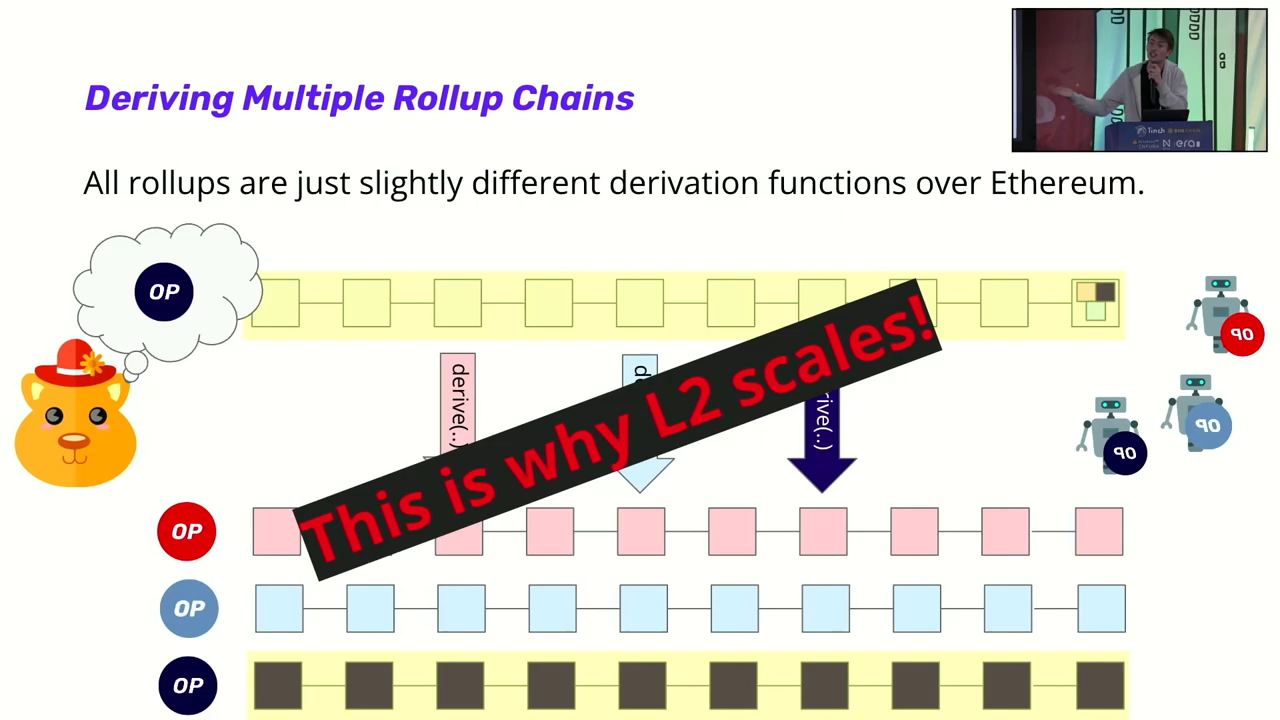 Deriving Multiple Rollup Chains
All rollups are just slightly different derivation functions over Ethereum.
OP
OP
OP
OP
derive(..)
This is why L2 scales!
OP
OP
OP